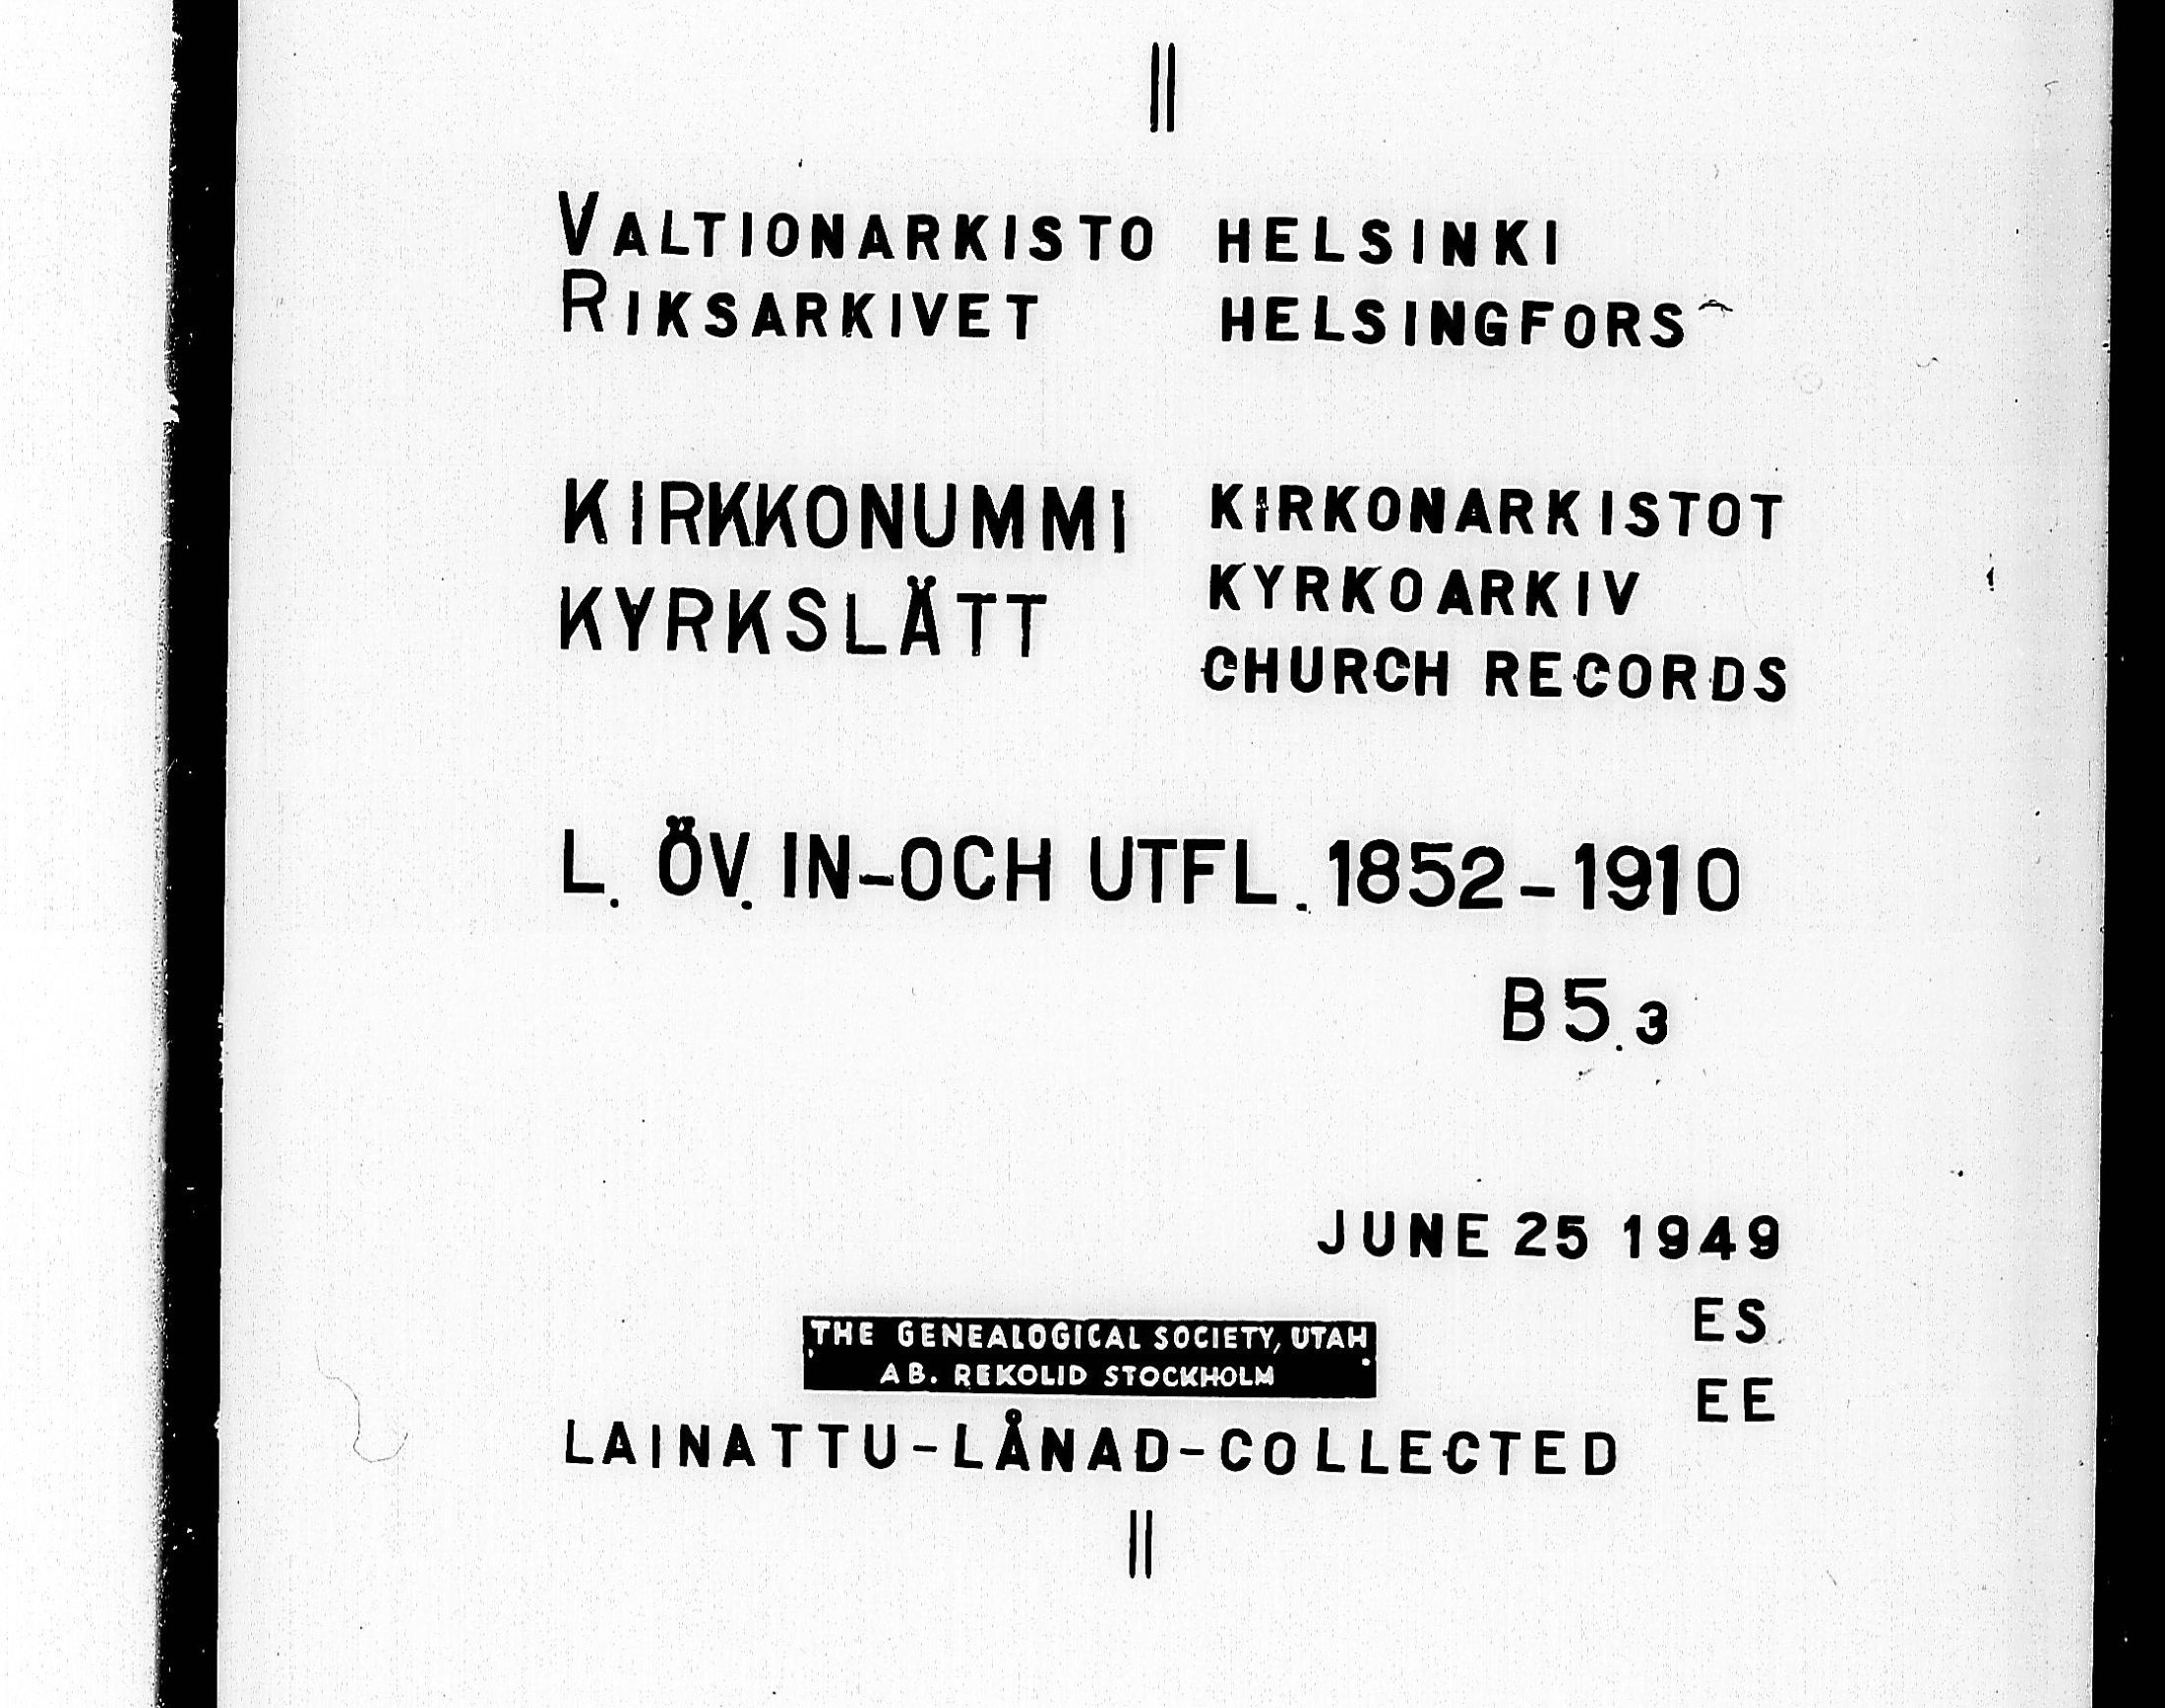 VALTIONARKISTO HELSINKI
RIKSARKIVET HELSINGFORS
KIRKKONUMMI KIRKONARKISTOT
KYRKSLÄTT KYRKOARKIV
CHURCH RECORDS
L. ÖV. IN-OCH UTFL. 1852-1910
B5.3
JUNE 25 1949
ES
THE GENEALOGICAL SOCIETY, UTAH
AB. REKOLID STOCKHOLM
EE
LAINATTU-LÅNAD-COLLECTED